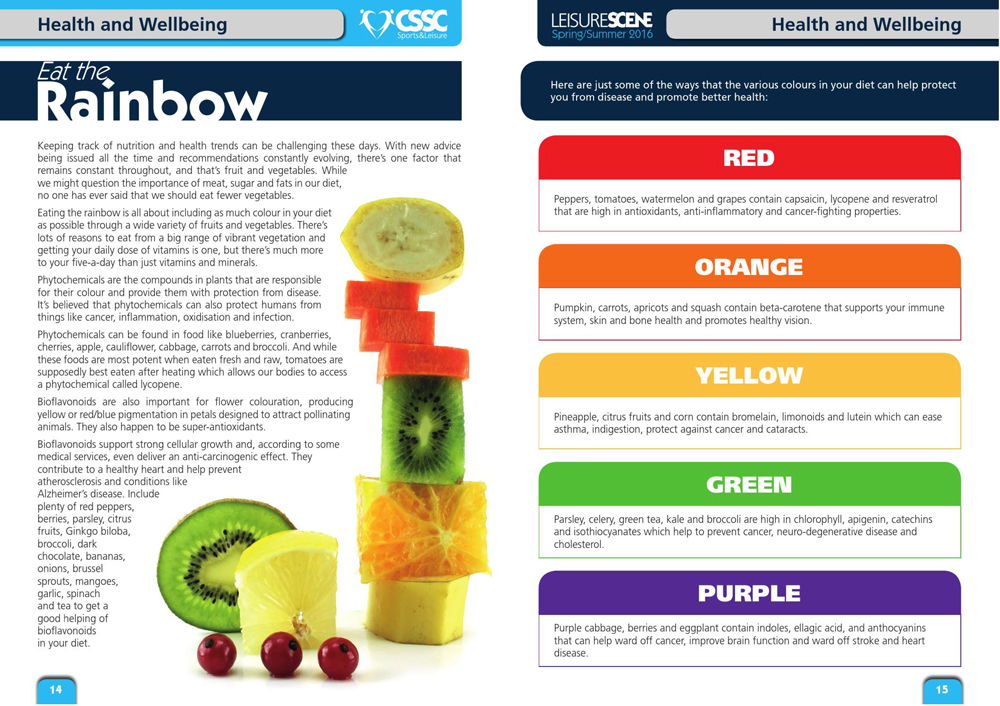 Health and Wellbeing
CSSC
Sports&Leisure
Eat the
Rainbow
Keeping track of nutrition and health trends can be challenging these days. With new advice
being issued all the time and recommendations constantly evolving, there's one factor that
remains constant throughout, and that's fruit and vegetables. While
we might question the importance of meat, sugar and fats in our diet,
no one has ever said that we should eat fewer vegetables.
Eating the rainbow is all about including as much colour in your diet
as possible through a wide variety of fruits and vegetables. There's
lots of reasons to eat from a big range of vibrant vegetation and
getting your daily dose of vitamins is one, but there's much more
to your five-a-day than just vitamins and minerals.
Phytochemicals are the compounds in plants that are responsible
for their colour and provide them with protection from disease.
It's believed that phytochemicals can also protect humans from
things like cancer, inflammation, oxidisation and infection.
Phytochemicals can be found in food like blueberries, cranberries,
cherries, apple, cauliflower, cabbage, carrots and broccoli. And while
these foods are most potent when eaten fresh and raw, tomatoes are
supposedly best eaten after heating which allows our bodies to access
a phytochemical called lycopene.
Bioflavonoids are also important for flower colouration, producing
yellow or red/blue pigmentation in petals designed to attract pollinating
animals. They also happen to be super-antioxidants.
Bioflavonoids support strong cellular growth and, according to some
medical services, even deliver an anti-carcinogenic effect. They
contribute to a healthy heart and help prevent
atherosclerosis and conditions like
Alzheimer's disease. Include
plenty of red peppers,
berries, parsley, citrus
fruits, Ginkgo biloba,
broccoli, dark
chocolate, bananas,
onions, brussel
sprouts, mangoes,
garlic, spinach
and tea to get a
good helping of
bioflavonoids
in your diet.
14
LEISURESCENE
Spring/Summer 2016
Health and Wellbeing
Here are just some of the ways that the various colours in your diet can help protect
you from disease and promote better health:
RED
Peppers, tomatoes, watermelon and grapes contain capsaicin, lycopene and resveratrol
that are high in antioxidants, anti-inflammatory and cancer-fighting properties.
ORANGE
Pumpkin, carrots, apricots and squash contain beta-carotene that supports your immune
system, skin and bone health and promotes healthy vision.
YELLOW
Pineapple, citrus fruits and corn contain bromelain, limonoids and lutein which can ease
asthma, indigestion, protect against cancer and cataracts.
GREEN
Parsley, celery, green tea, kale and broccoli are high in chlorophyll, apigenin, catechins
and isothiocyanates which help to prevent cancer, neuro-degenerative disease and
cholesterol.
PURPLE
Purple cabbage, berries and eggplant contain indoles, ellagic acid, and anthocyanins
that can help ward off cancer, improve brain function and ward off stroke and heart
disease.
15